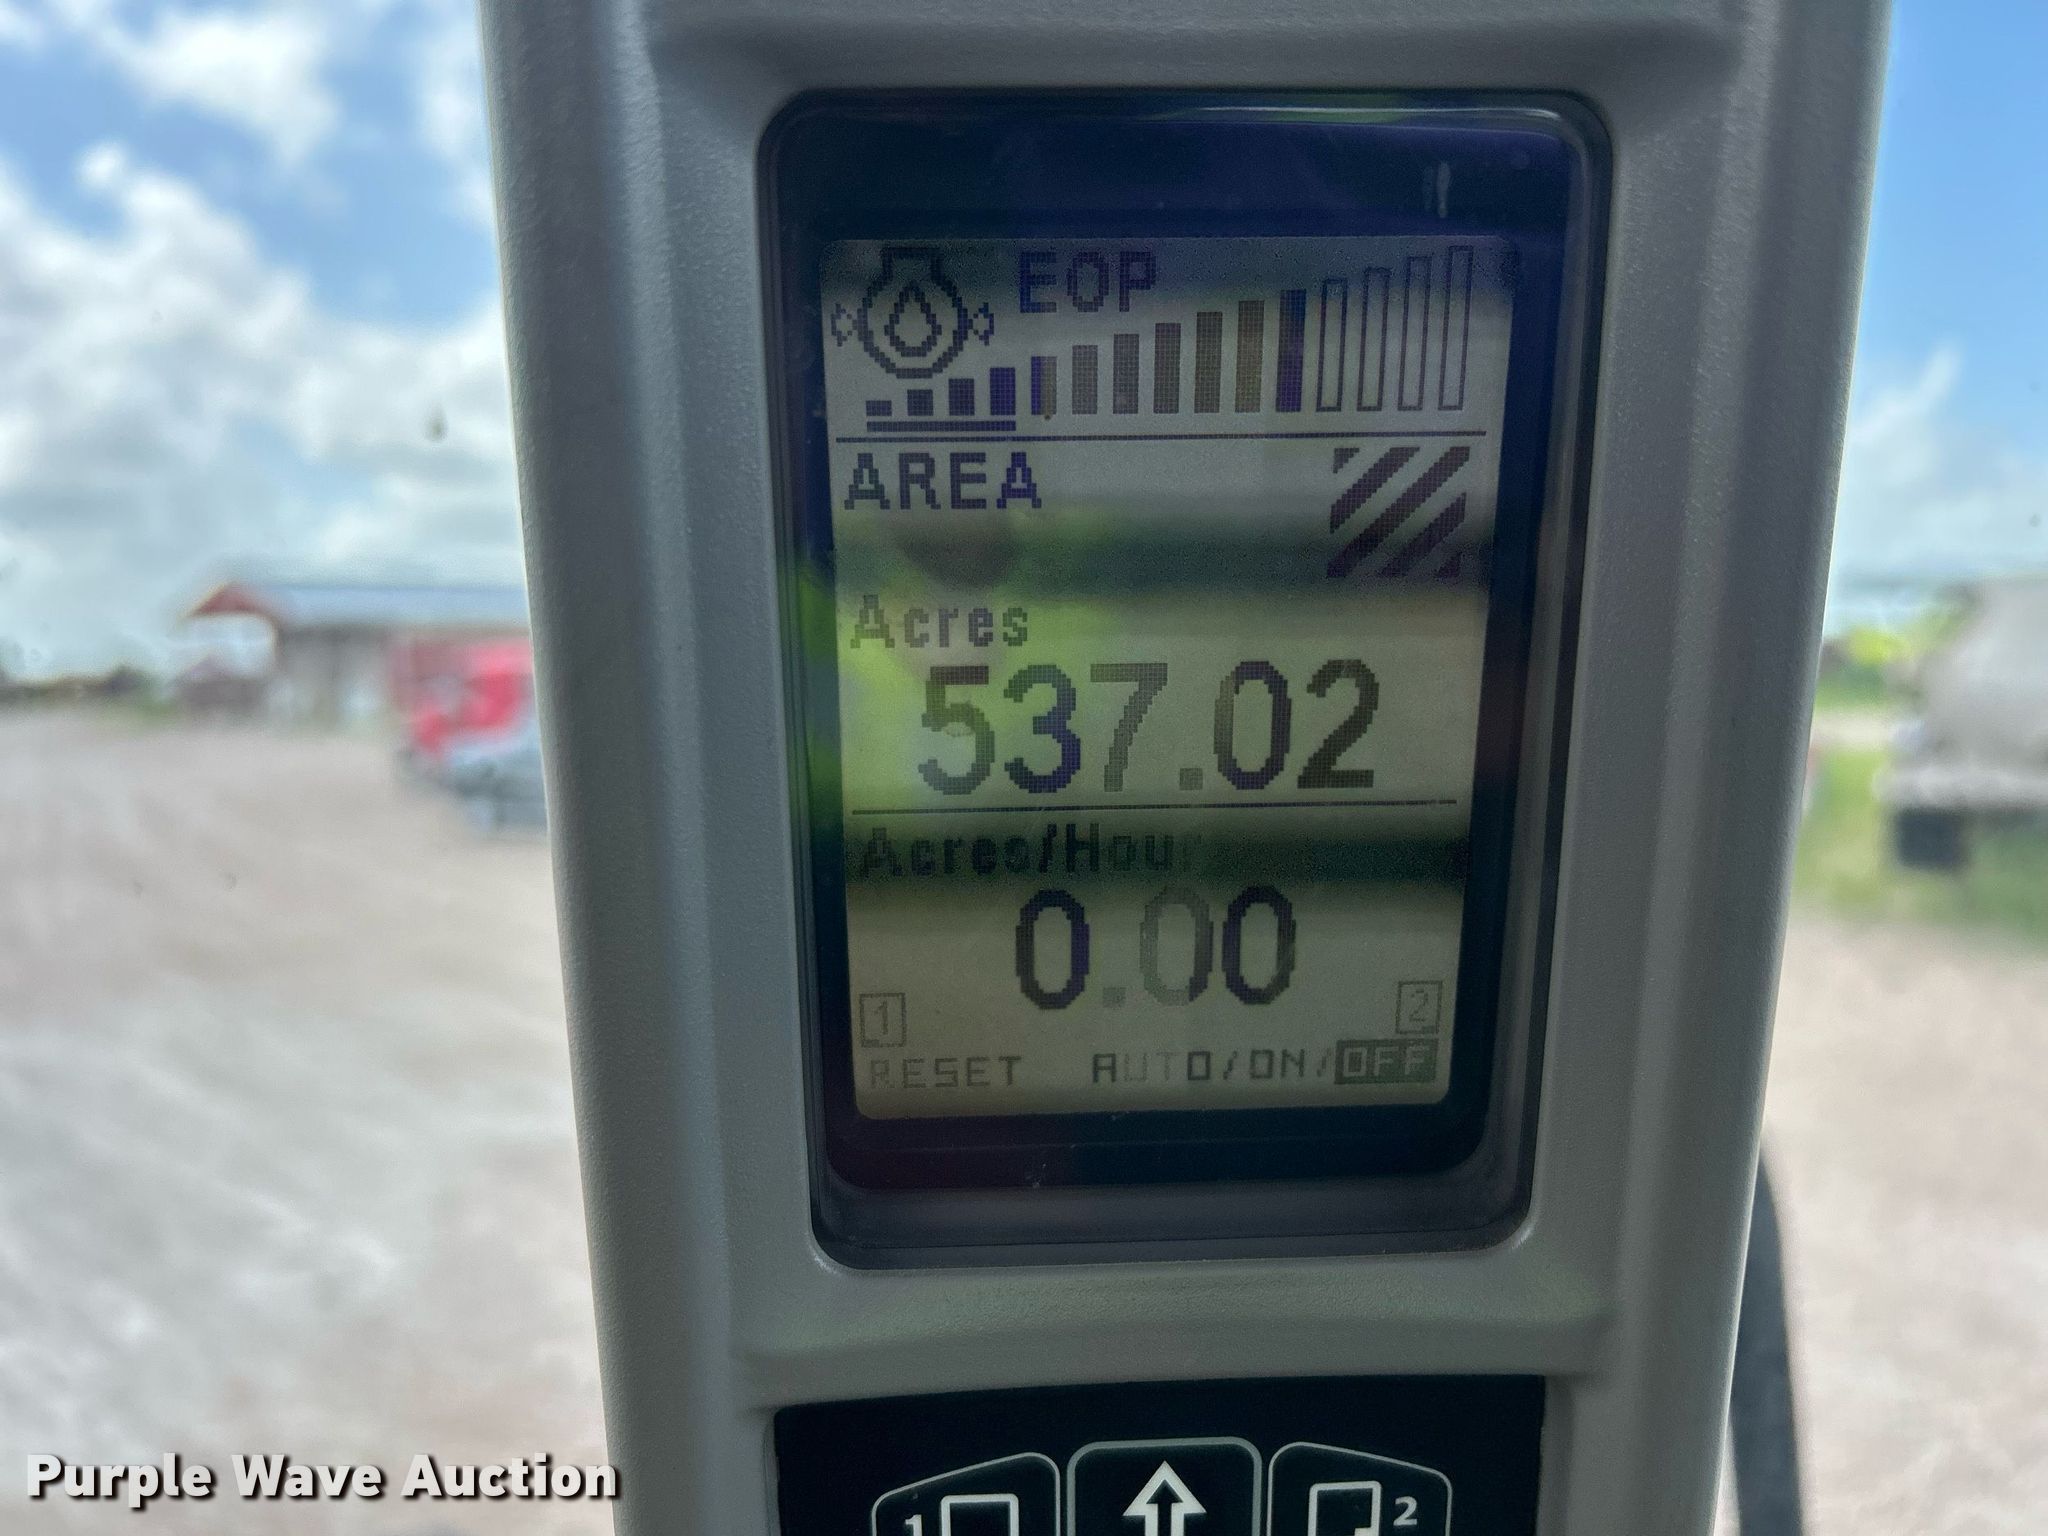 EOP
AREA
Acres
537.02
Acres/Hour
0.00
1 2
RESET AUTO/ON/OFF
1 2
Purple Wave Auction